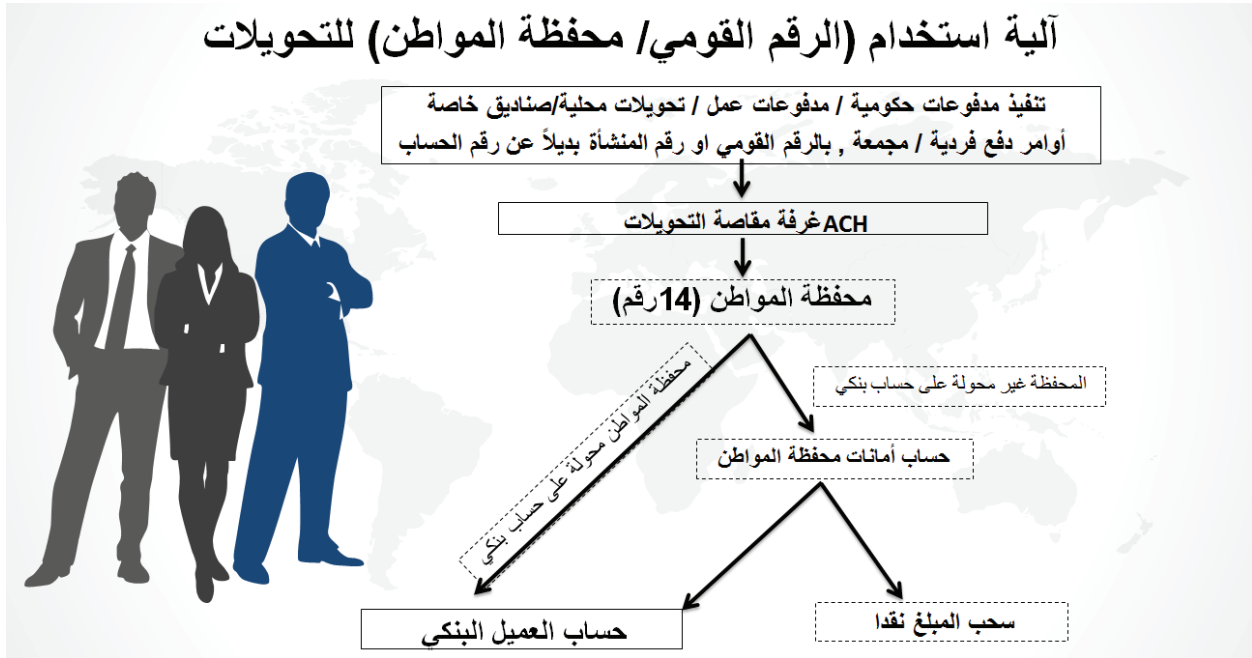 آلية استخدام (الرقم القومي/ محفظة المواطن) للتحويلات
تنفيذ مدفوعات حكومية / مدفوعات عمل / تحويلات محلية/صناديق خاصة
أوامر دفع فردية / مجمعة , بالرقم القومي او رقم المنشأة بديلاً عن رقم الحساب
ACHغرفة مقاصة التحويلات
محفظة المواطن (14رقم)
المحفظة غير محولة على حساب بنكي
محفظة المواطن محولة على حساب بنكي
حساب أمانات محفظة المواطن
سحب المبلغ نقدا
حساب العميل البنكي